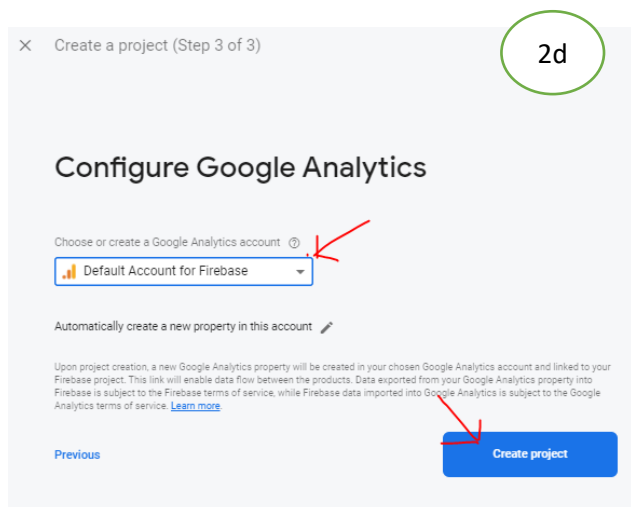 Create a project (Step 3 of 3)
2d
Configure Google Analytics
Choose or create a Google Analytics account
Default Account for Firebase
Automatically create a new property in this account
Upon project creation, a new Google Analytics property will be created in your chosen Google Analytics account and linked to your
Firebase project. This link will enable data flow between the products. Data exported from your Google Analytics property into
Firebase is subject to the Firebase terms of service, while Firebase data imported into Google Analytics is subject to the Google
Analytics terms of service. Learn more.
Previous
Create project